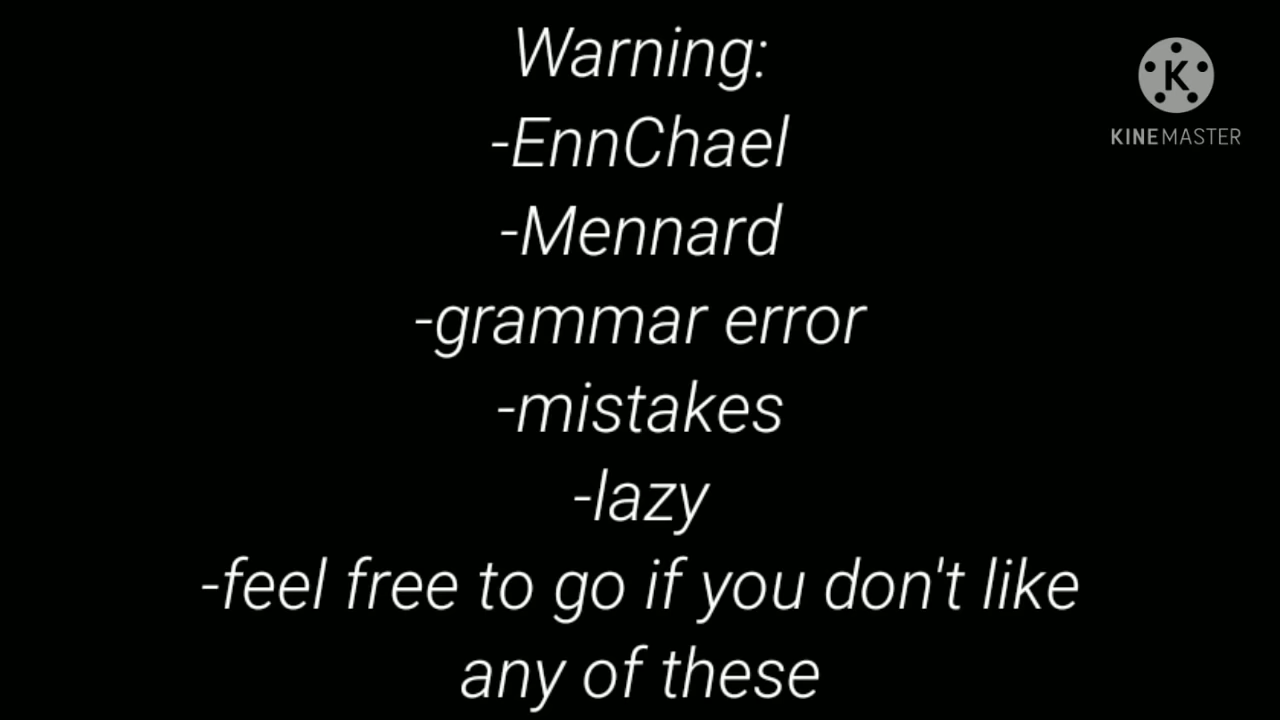 Warning:
-EnnChael
-Mennard
-grammar error
-mistakes
-lazy
-feel free to go if you don't like
any of these
K
KINEMASTER